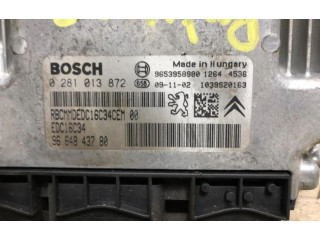 BOSCH
Made in Hungary
0 281 013 872
9653958980 1264 4536
09-11-02 1039S20163
RBCMMDEDC16C34CEM 00
EDC16C34
96 648 437 80